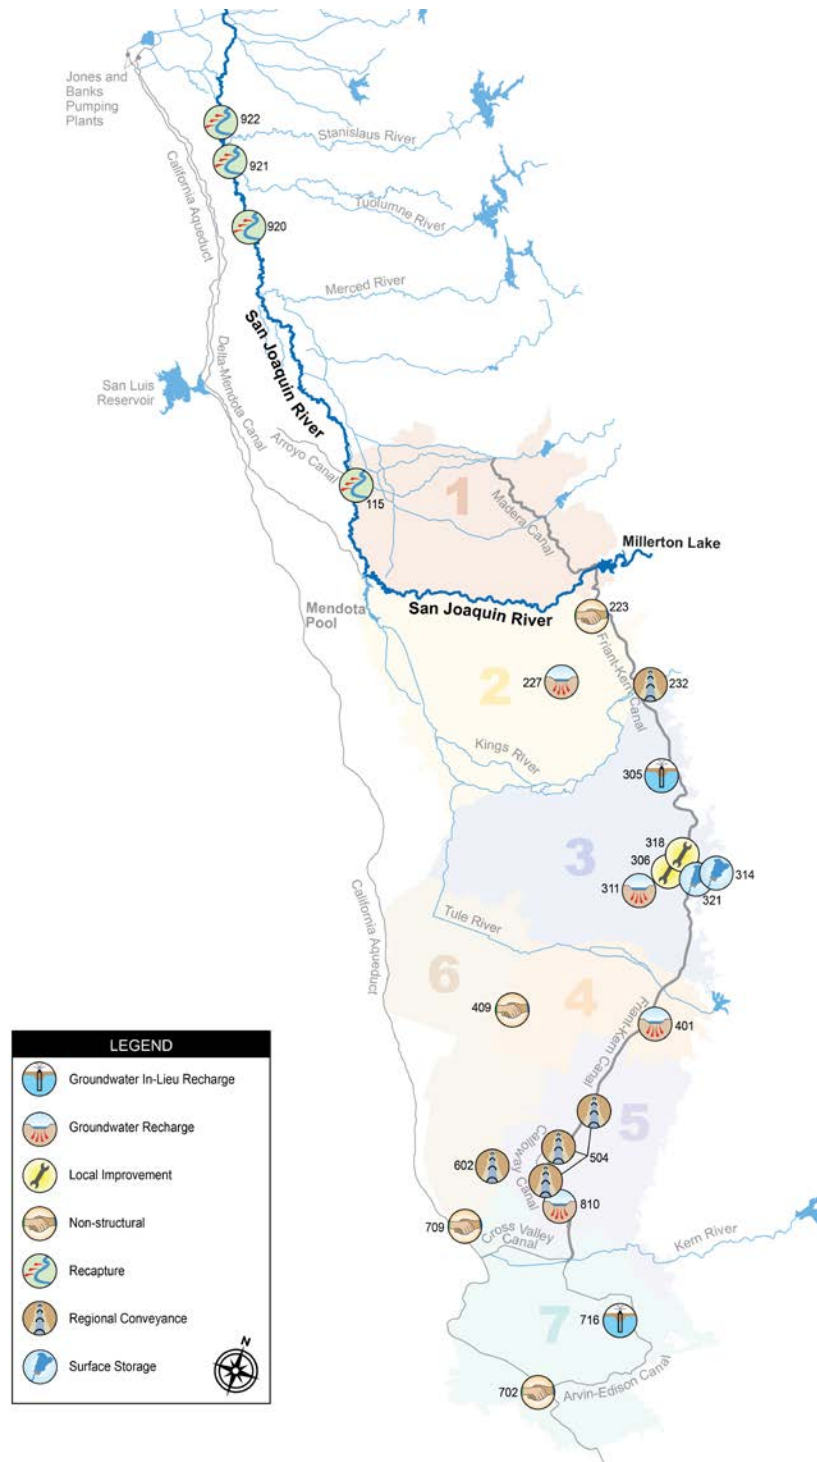 Jones and
Banks
Pumping
Plants
922
Stanislaus River
921
California Aqueduct
Tuolumne River
920
Merced River
San Joaquin River
Delta-Mendota Canal
San Luis
Reservoir
Arroyo Canal
115
1
Madera Canal
Millerton Lake
San Joaquin River
Mendota
Pool
223
Friant-Kern Canal
2
227
232
Kings River
305
3
318
306
314
311
321
California Aqueduct
Tule River
6
4
409
401
Friant-Kern Canal
5
Calloway Canal
504
602
810
709
Cross Valley
Canal
Kern River
7
716
702
Arvin-Edison Canal
LEGEND
Groundwater In-Lieu Recharge
Groundwater Recharge
Local Improvement
Non-structural
Recapture
Regional Conveyance
Surface Storage
N